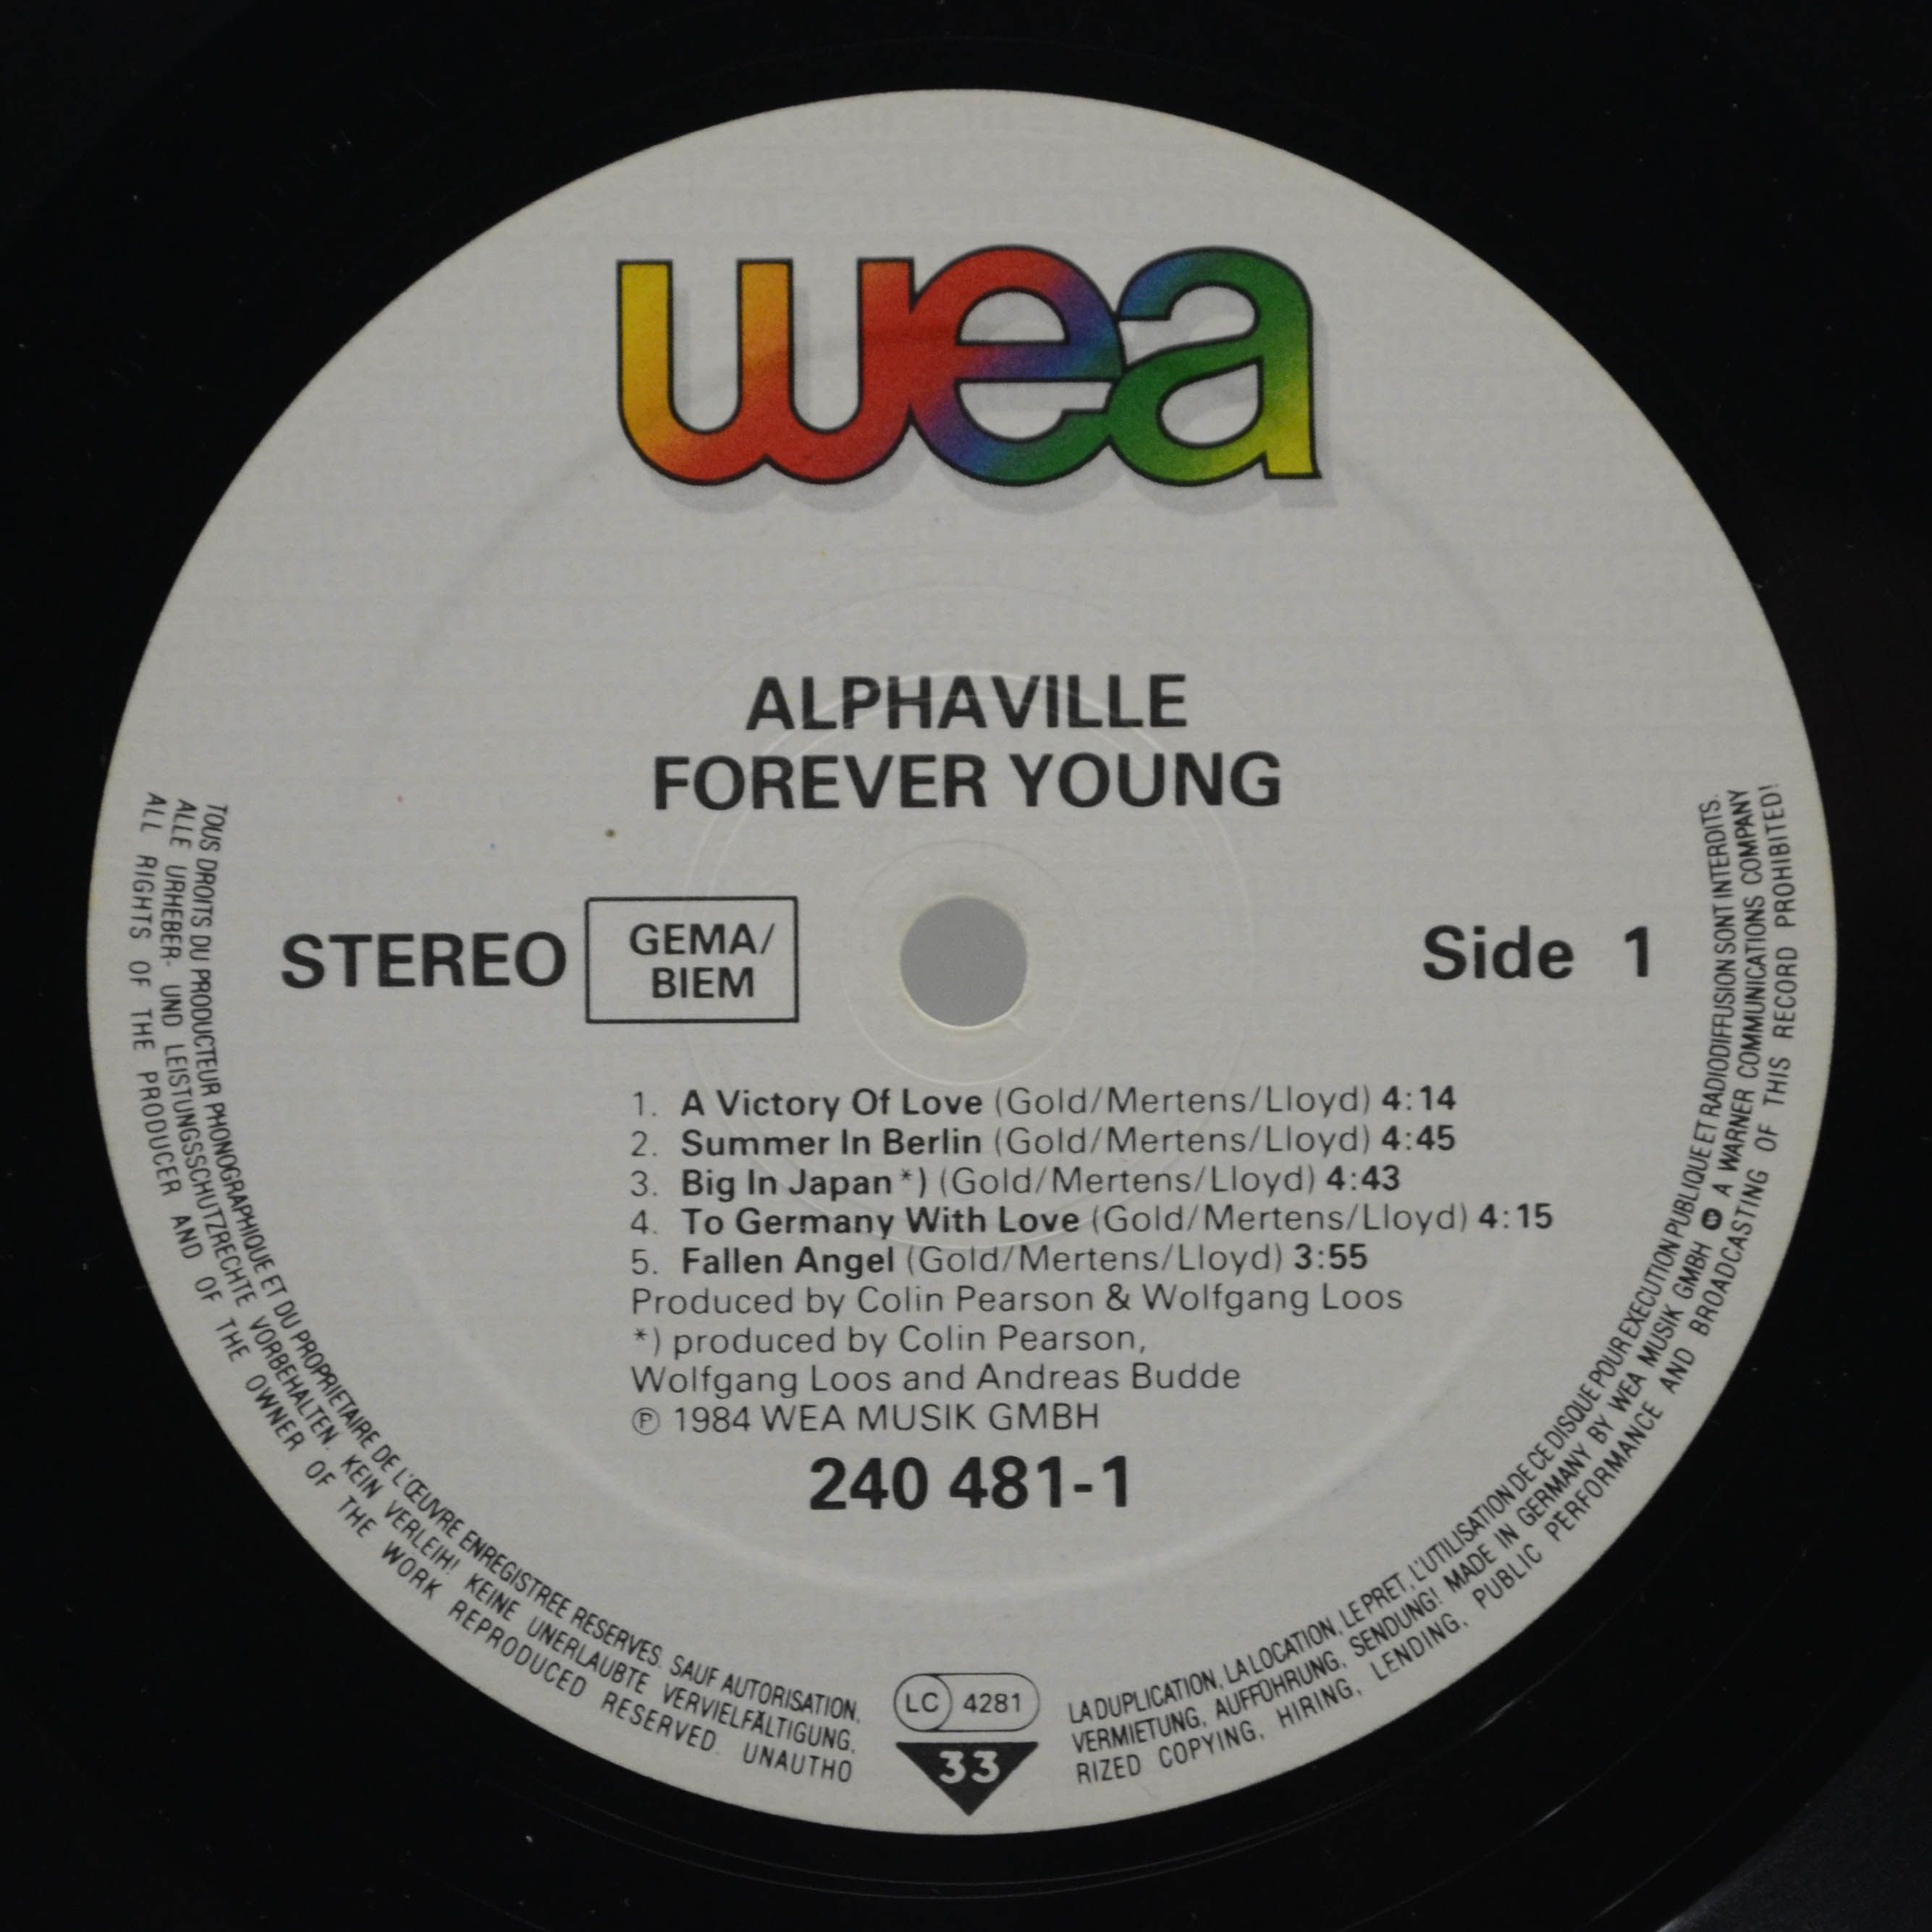 wea
ALPHAVILLE
FOREVER YOUNG
STEREO
GEMA/
BIEM
Side 1
1. A Victory Of Love (Gold/Mertens/Lloyd) 4:14
2. Summer In Berlin (Gold/Mertens/Lloyd) 4:45
3. Big In Japan *) (Gold/Mertens/Lloyd) 4:43
4. To Germany With Love (Gold/Mertens/Lloyd) 4:15
5. Fallen Angel (Gold/Mertens/Lloyd) 3:55
Produced by Colin Pearson & Wolfgang Loos
*) produced by Colin Pearson,
Wolfgang Loos and Andreas Budde
℗ 1984 WEA MUSIK GMBH
240 481-1
TOUS DROITS DU PRODUCTEUR PHONOGRAPHIQUE ET DU PROPRIETAIRE DE L'ŒUVRE ENREGISTREE RESERVES. SAUF AUTORISATION,
LA DUPLICATION, LA LOCATION, LE PRET, L'UTILISATION DE CE DISQUE POUR EXECUTION PUBLIQUE ET RADIODIFFUSION SONT INTERDITS.
ALLE URHEBER- UND LEISTUNGSSCHUTZRECHTE VORBEHALTEN. KEIN VERLEIH! KEINE UNERLAUBTE VERVIELFÄLTIGUNG,
VERMIETUNG, AUFFÜHRUNG, SENDUNG! MADE IN GERMANY BY WEA MUSIK GMBH A WARNER COMMUNICATIONS COMPANY
ALL RIGHTS OF THE PRODUCER AND OF THE OWNER OF THE WORK REPRODUCED RESERVED. UNAUTHO
RIZED COPYING, HIRING, LENDING, PUBLIC PERFORMANCE AND BROADCASTING OF THIS RECORD PROHIBITED!
LC 4281
33